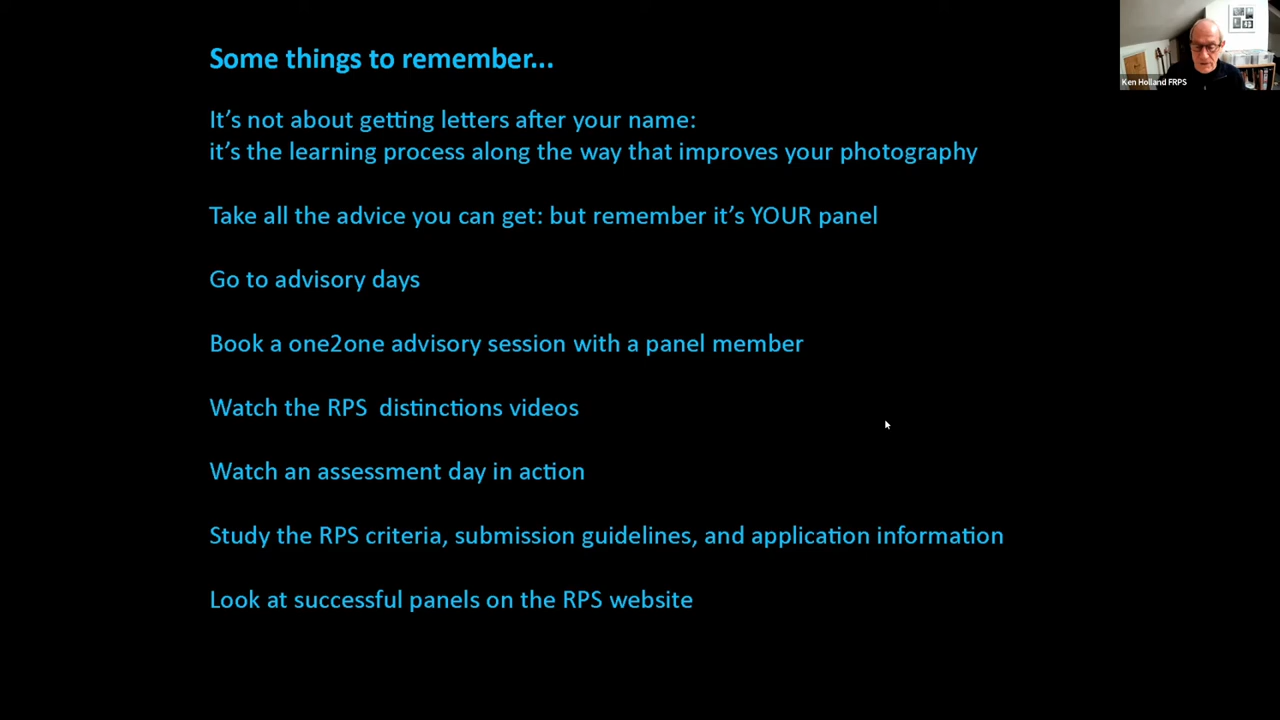 Some things to remember...
Ken Holland FRPS
It's not about getting letters after your name:
it's the learning process along the way that improves your photography
Take all the advice you can get: but remember it's YOUR panel
Go to advisory days
Book a one2one advisory session with a panel member
Watch the RPS  distinctions videos
Watch an assessment day in action
Study the RPS criteria, submission guidelines, and application information
Look at successful panels on the RPS website